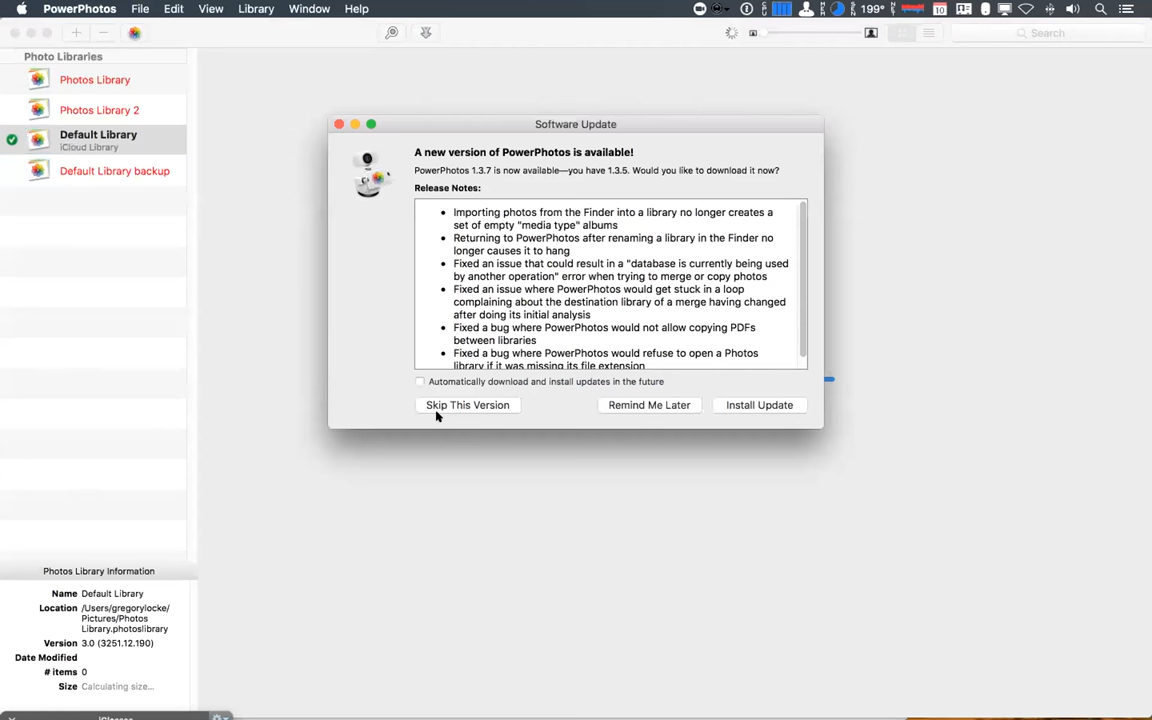 PowerPhotos File Edit View Library Window Help 199° 10
Search
Photo Libraries
Photos Library
Photos Library 2
Default Library
iCloud Library
Default Library backup
Software Update
A new version of PowerPhotos is available!
PowerPhotos 1.3.7 is now available—you have 1.3.5. Would you like to download it now?
Release Notes:
• Importing photos from the Finder into a library no longer creates a
set of empty "media type" albums
• Returning to PowerPhotos after renaming a library in the Finder no
longer causes it to hang
• Fixed an issue that could result in a "database is currently being used
by another operation" error when trying to merge or copy photos
• Fixed an issue where PowerPhotos would get stuck in a loop
complaining about the destination library of a merge having changed
after doing its initial analysis
• Fixed a bug where PowerPhotos would not allow copying PDFs
between libraries
• Fixed a bug where PowerPhotos would refuse to open a Photos
library if it was missing its file extension
Automatically download and install updates in the future
Skip This Version Remind Me Later Install Update
Photos Library Information
Name Default Library
Location /Users/gregorylocke/
Pictures/Photos
Library.photoslibrary
Version 3.0 (3251.12.190)
Date Modified
# items 0
Size Calculating size...